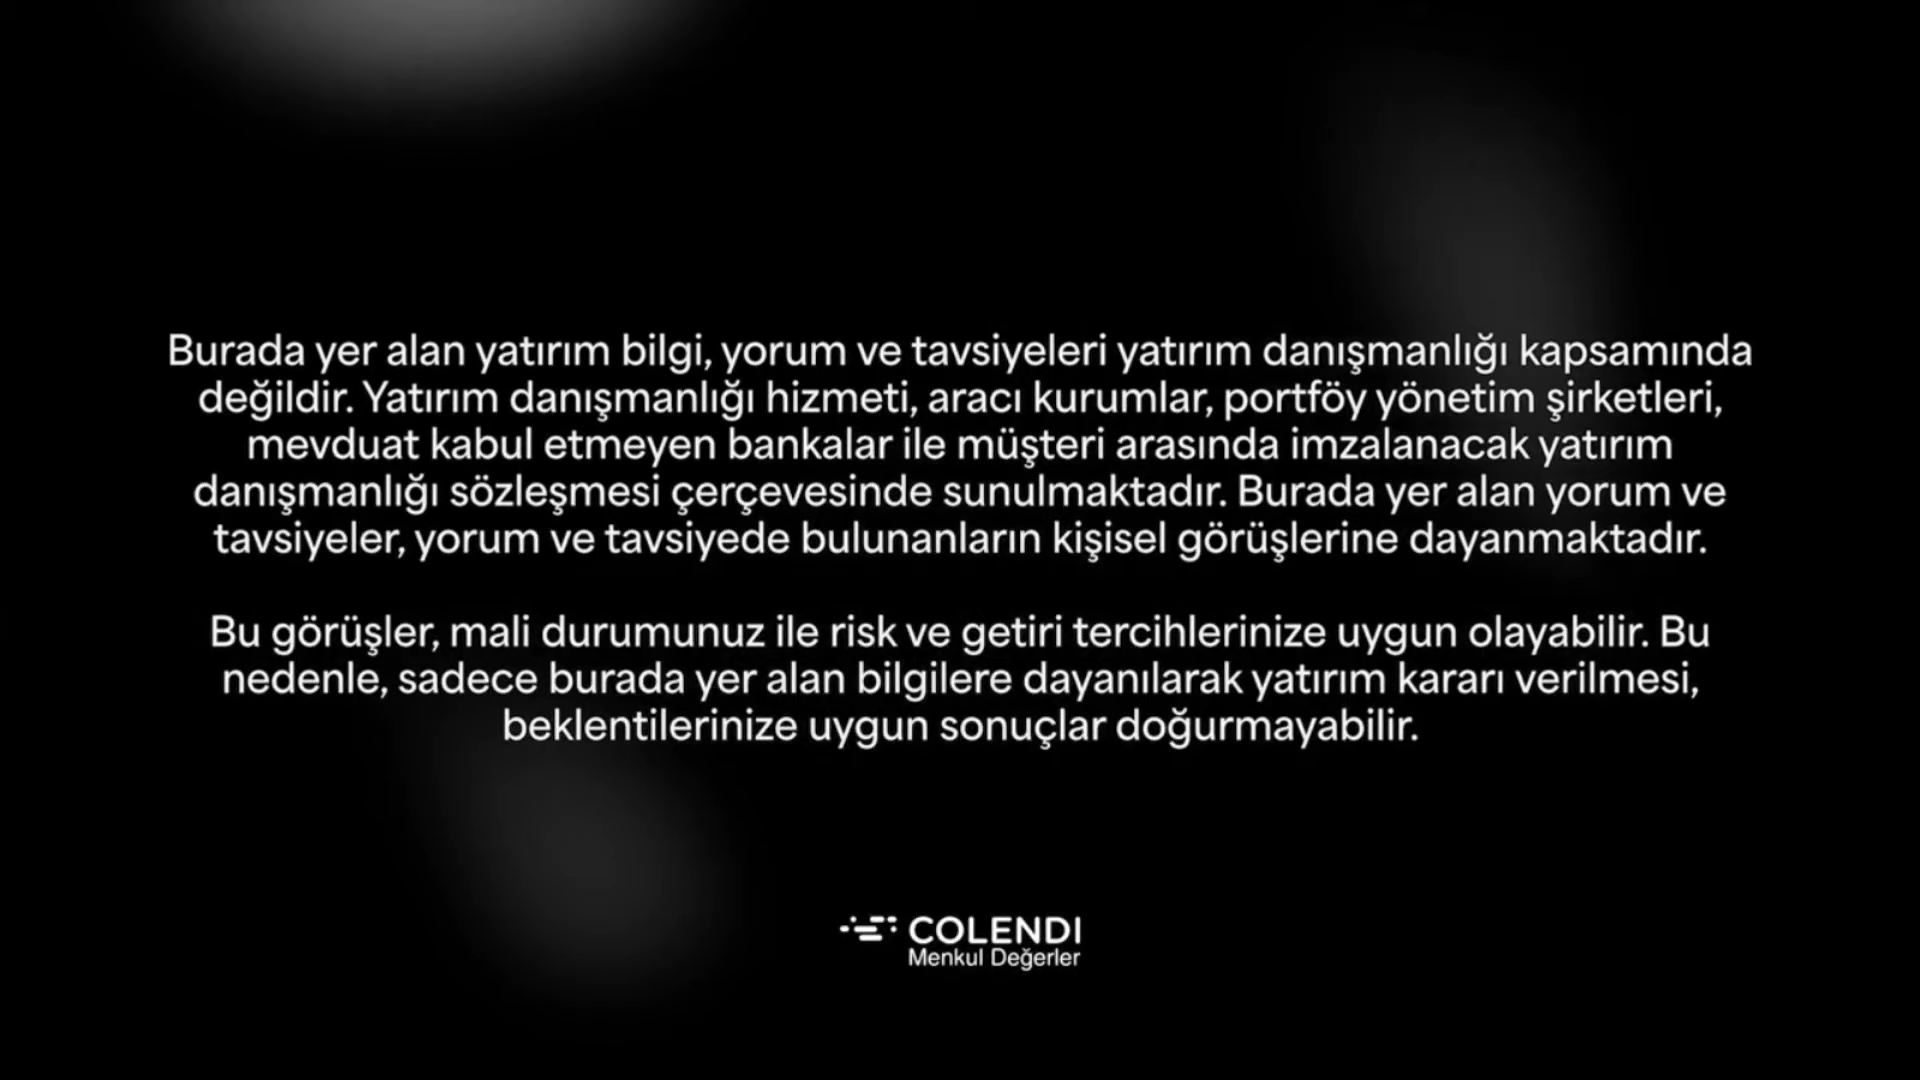 Burada yer alan yatırım bilgi, yorum ve tavsiyeleri yatırım danışmanlığı kapsamında
değildir. Yatırım danışmanlığı hizmeti, aracı kurumlar, portföy yönetim şirketleri,
mevduat kabul etmeyen bankalar ile müşteri arasında imzalanacak yatırım
danışmanlığı sözleşmesi çerçevesinde sunulmaktadır. Burada yer alan yorum ve
tavsiyeler, yorum ve tavsiyede bulunanların kişisel görüşlerine dayanmaktadır.
Bu görüşler, mali durumunuz ile risk ve getiri tercihlerinize uygun olayabilir. Bu
nedenle, sadece burada yer alan bilgilere dayanılarak yatırım kararı verilmesi,
beklentilerinize uygun sonuçlar doğurmayabilir.
COLENDI
Menkul Değerler